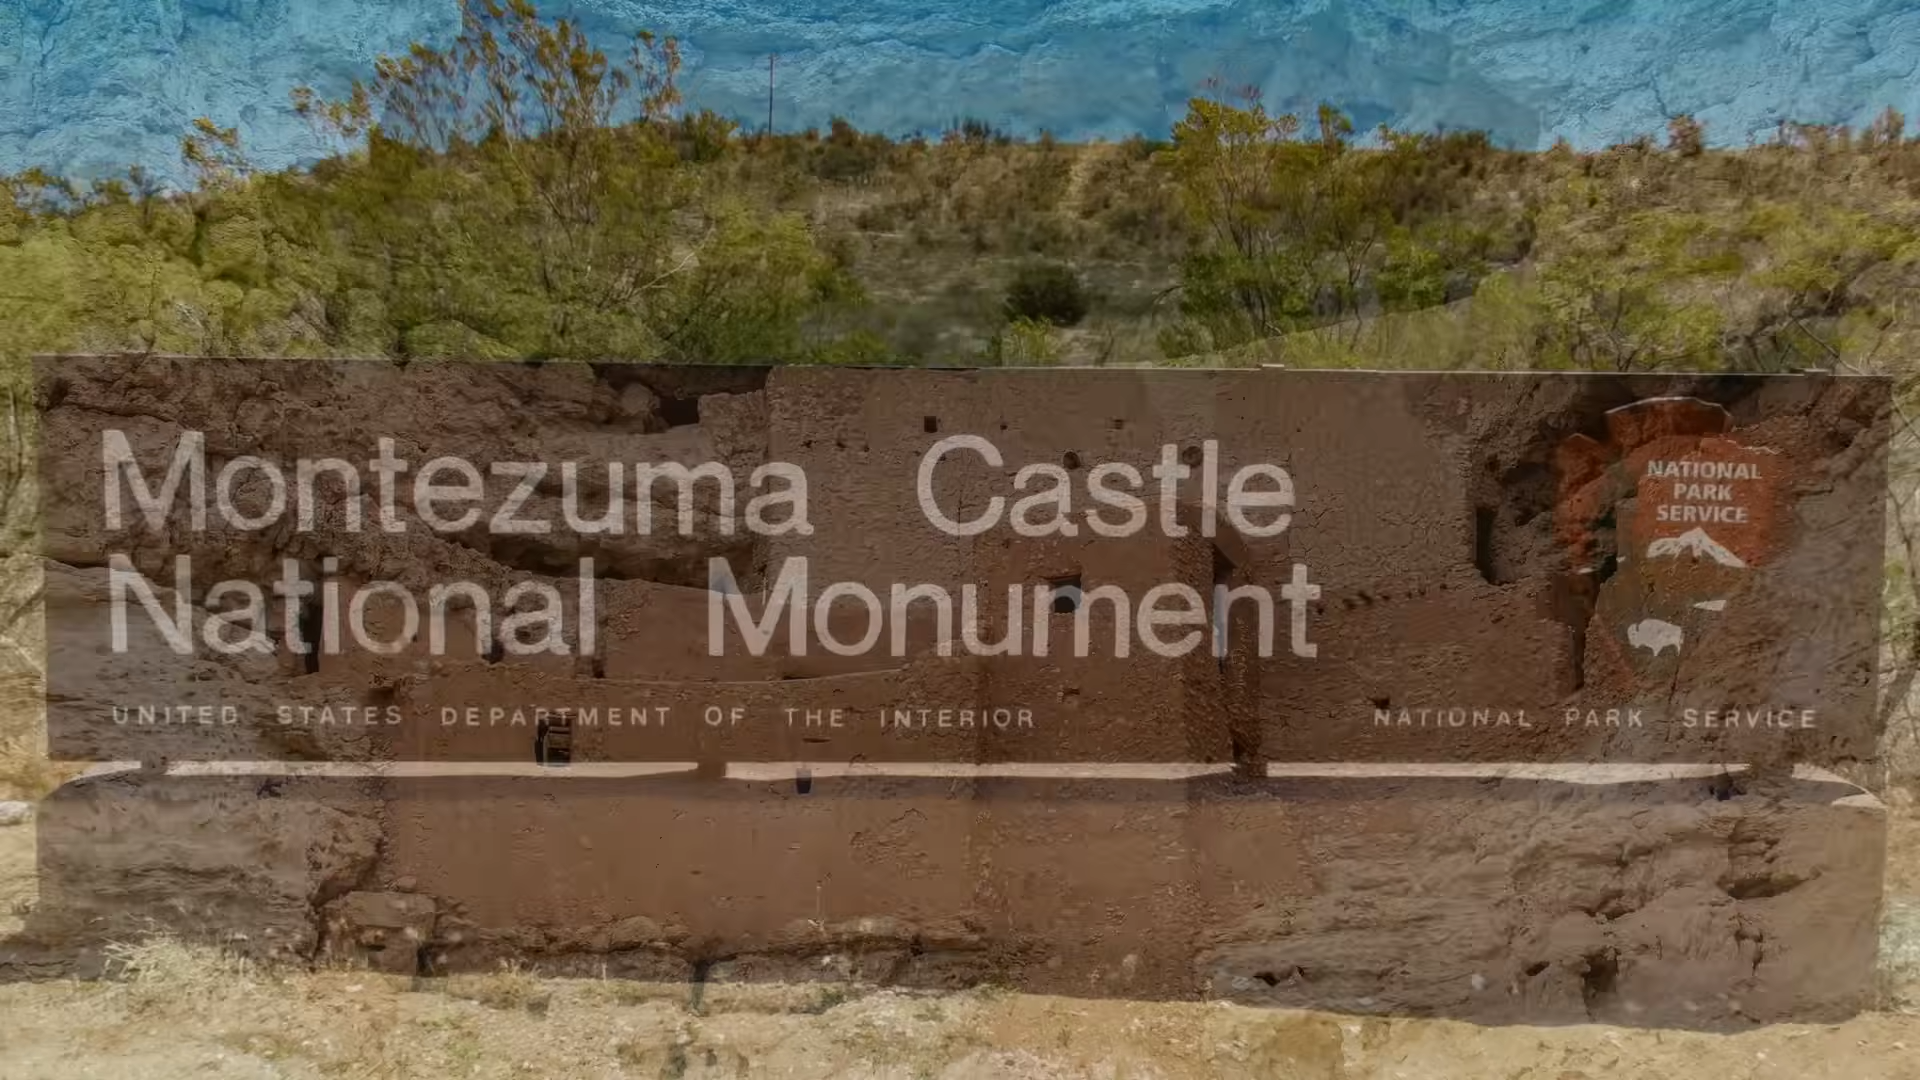 Montezuma Castle
National Monument
NATIONAL
PARK
SERVICE
UNITED STATES DEPARTMENT OF THE INTERIOR
NATIONAL PARK SERVICE